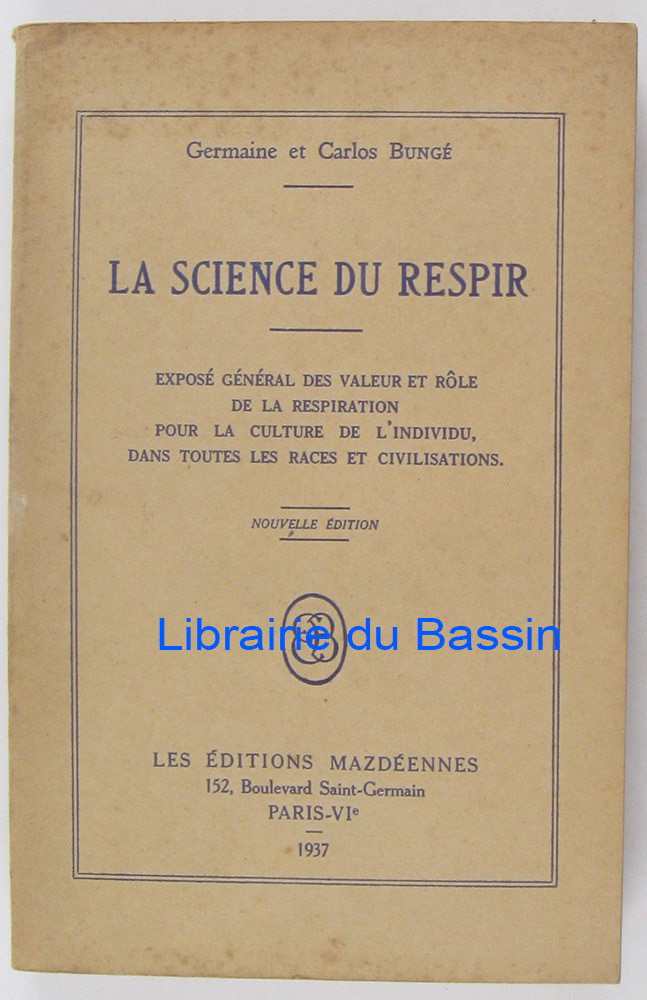 Germaine et Carlos BUNGÉ
LA SCIENCE DU RESPIR
EXPOSÉ GÉNÉRAL DES VALEUR ET RÔLE
DE LA RESPIRATION
POUR LA CULTURE DE L'INDIVIDU,
DANS TOUTES LES RACES ET CIVILISATIONS.
NOUVELLE ÉDITION
Librairie du Bassin
LES ÉDITIONS MAZDÉENNES
152, Boulevard Saint-Germain
PARIS-VIe
1937